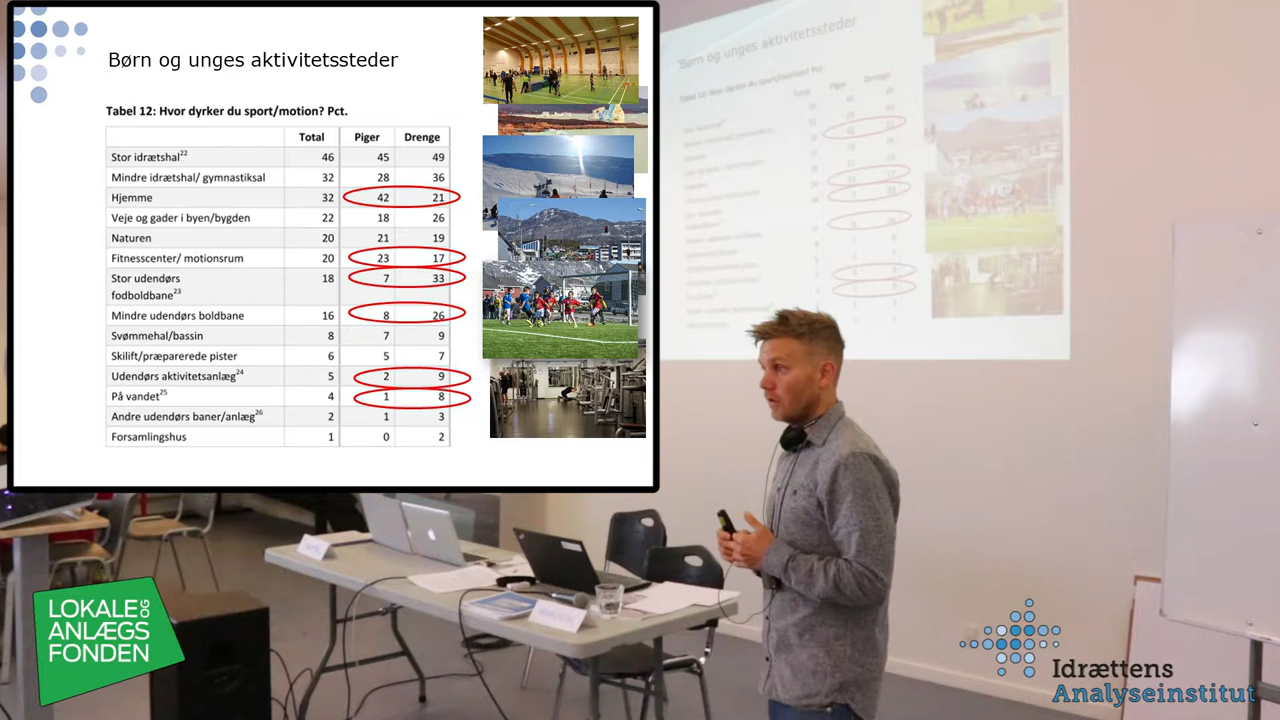 Børn og unges aktivitetssteder
Tabel 12: Hvor dyrker du sport/motion? Pct.
Total Piger Drenge
Stor idrætshal22 46 45 49
Mindre idrætshal/ gymnastiksal 32 28 36
Hjemme 32 42 21
Veje og gader i byen/bygden 22 18 26
Naturen 20 21 19
Fitnesscenter/ motionsrum 20 23 17
Stor udendørs 18 7 33
fodboldbane23
Mindre udendørs boldbane 16 8 26
Svømmehal/bassin 8 7 9
Skilift/præparerede pister 6 5 7
Udendørs aktivitetsanlæg24 5 2 9
På vandet25 4 1 8
Andre udendørs baner/anlæg26 2 1 3
Forsamlingshus 1 0 2
Børn og unges aktivitetssteder
LOKALE OG
ANLÆGS
FONDEN
Idrættens
Analyseinstitut